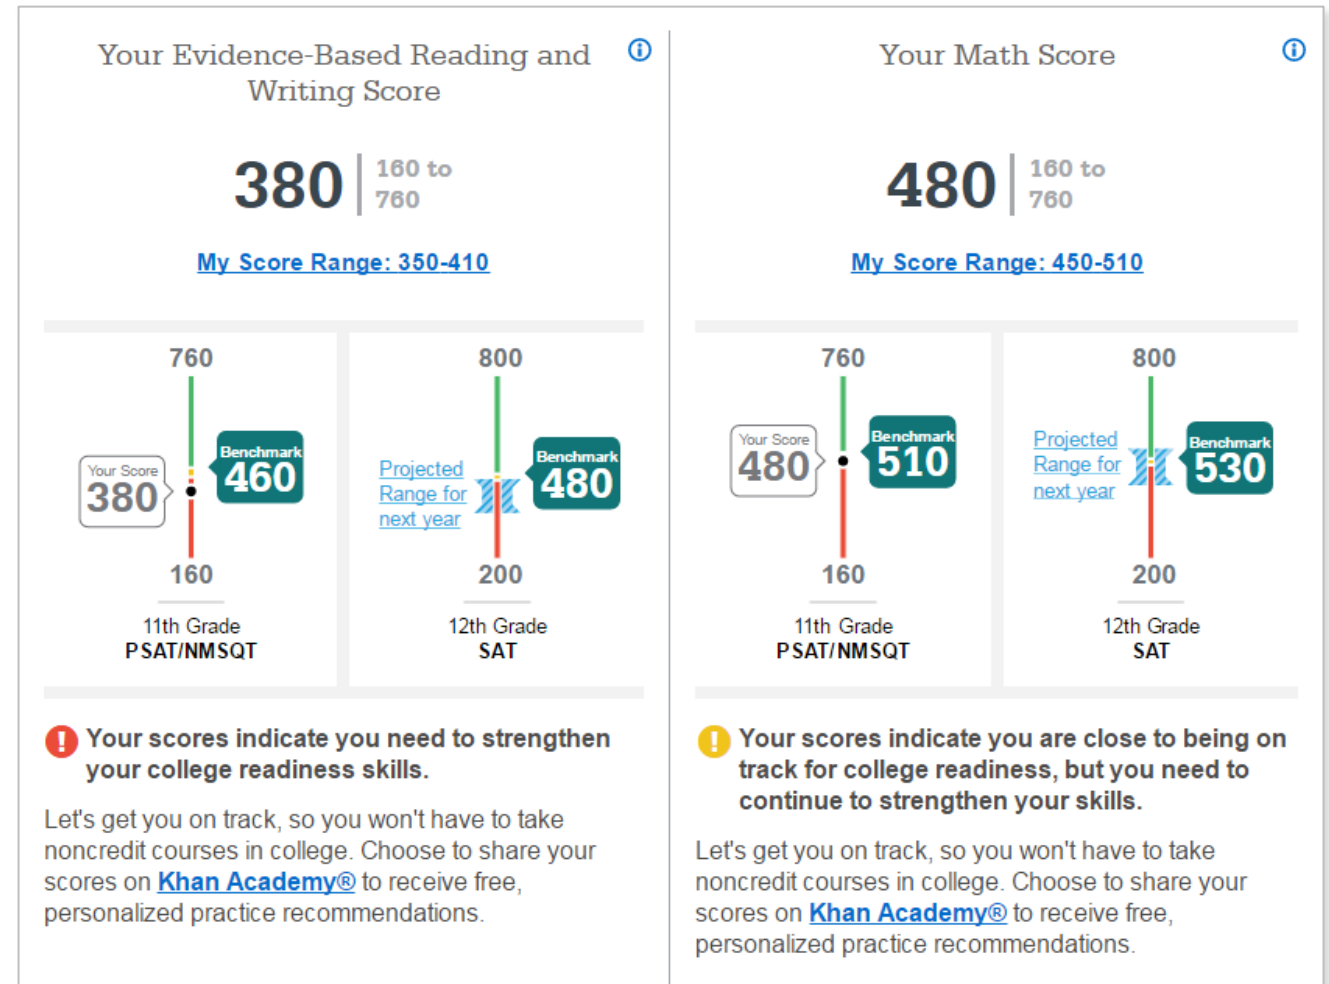 Your Evidence-Based Reading and
Writing Score
380
160 to
760
My Score Range: 350-410
760
Your Score
380
Benchmark
460
160
11th Grade
PSAT/NMSQT
800
Projected
Range for
next year
Benchmark
480
200
12th Grade
SAT
Your scores indicate you need to strengthen
your college readiness skills.
Let's get you on track, so you won't have to take
noncredit courses in college. Choose to share your
scores on Khan Academy® to receive free,
personalized practice recommendations.
Your Math Score
480
160 to
760
My Score Range: 450-510
760
Your Score
480
Benchmark
510
160
11th Grade
PSAT/NMSQT
800
Projected
Range for
next year
Benchmark
530
200
12th Grade
SAT
Your scores indicate you are close to being on
track for college readiness, but you need to
continue to strengthen your skills.
Let's get you on track, so you won't have to take
noncredit courses in college. Choose to share your
scores on Khan Academy® to receive free,
personalized practice recommendations.